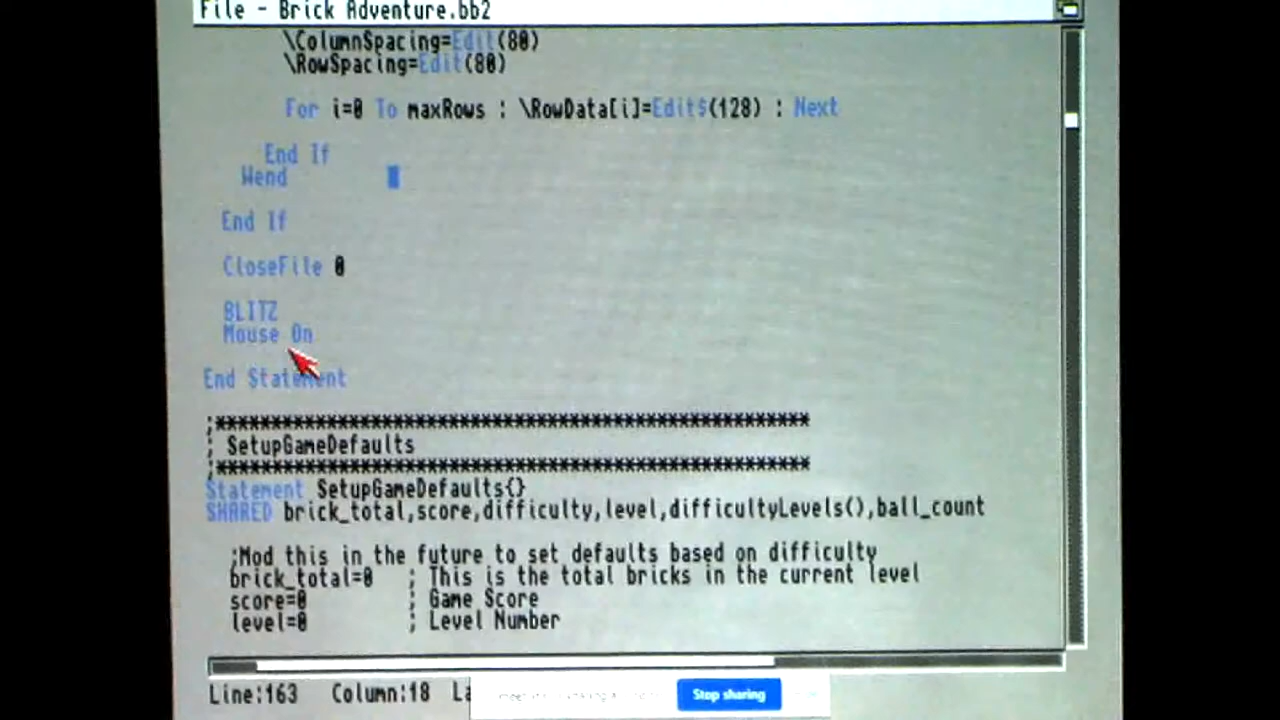 File - Brick Adventure.bb2
\ColumnSpacing=Edit(80)
\RowSpacing=Edit(80)
For i=0 To maxRows : \RowData[i]=Edit$(128) : Next
End If
Wend
End If
CloseFile 0
BLITZ
Mouse On
End Statement
;*****************************************************
; SetupGameDefaults
;*****************************************************
Statement SetupGameDefaults{}
SHARED brick_total,score,difficulty,level,difficultyLevels(),ball_count
;Mod this in the future to set defaults based on difficulty
brick_total=0 ; This is the total bricks in the current level
score=0 ; Game Score
level=0 ; Level Number
Line:163 Column:18 La
Stop sharing